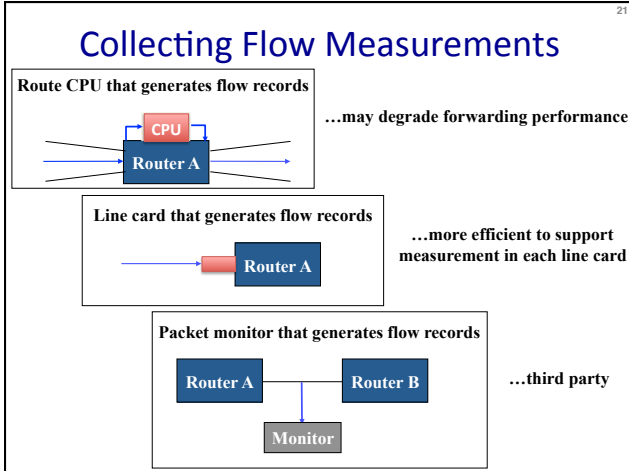 21
Collecting Flow Measurements
Route CPU that generates flow records
CPU
Router A
...may degrade forwarding performance
Line card that generates flow records
Router A
...more efficient to support
measurement in each line card
Packet monitor that generates flow records
Router A
Router B
Monitor
...third party